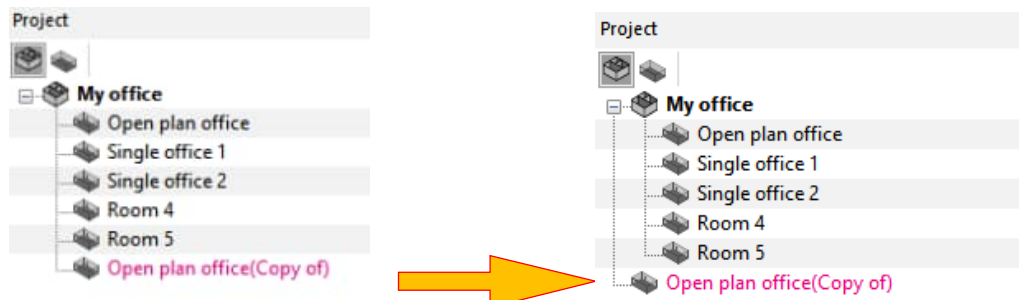 Project
My office
Open plan office
Single office 1
Single office 2
Room 4
Room 5
Open plan office(Copy of)
Project
My office
Open plan office
Single office 1
Single office 2
Room 4
Room 5
Open plan office(Copy of)